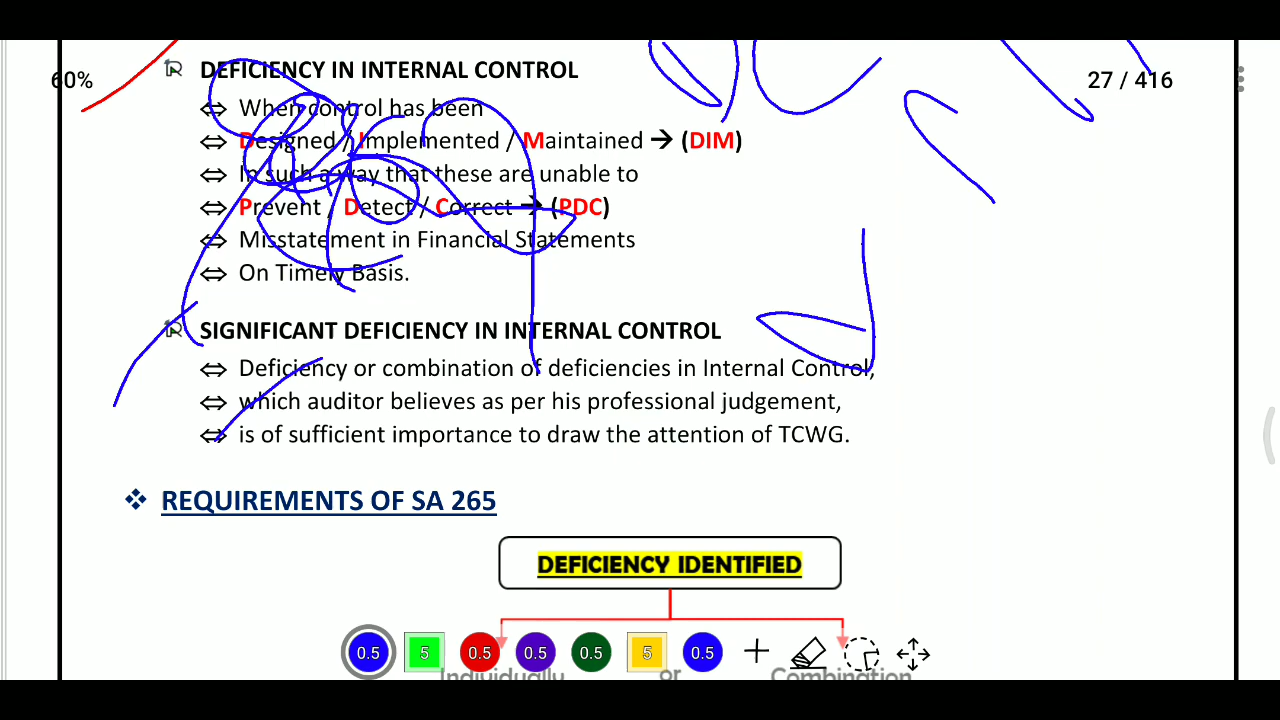 60%
27 / 416
DEFICIENCY IN INTERNAL CONTROL
⇔ When control has been
⇔ Designed / Implemented / Maintained → (DIM)
⇔ In such a way that these are unable to
⇔ Prevent / Detect / Correct → (PDC)
⇔ Misstatement in Financial Statements
⇔ On Timely Basis.
SIGNIFICANT DEFICIENCY IN INTERNAL CONTROL
⇔ Deficiency or combination of deficiencies in Internal Control,
⇔ which auditor believes as per his professional judgement,
⇔ is of sufficient importance to draw the attention of TCWG.
❖ REQUIREMENTS OF SA 265
DEFICIENCY IDENTIFIED
0.5 5 0.5 0.5 0.5 5 0.5
Individually or Combination